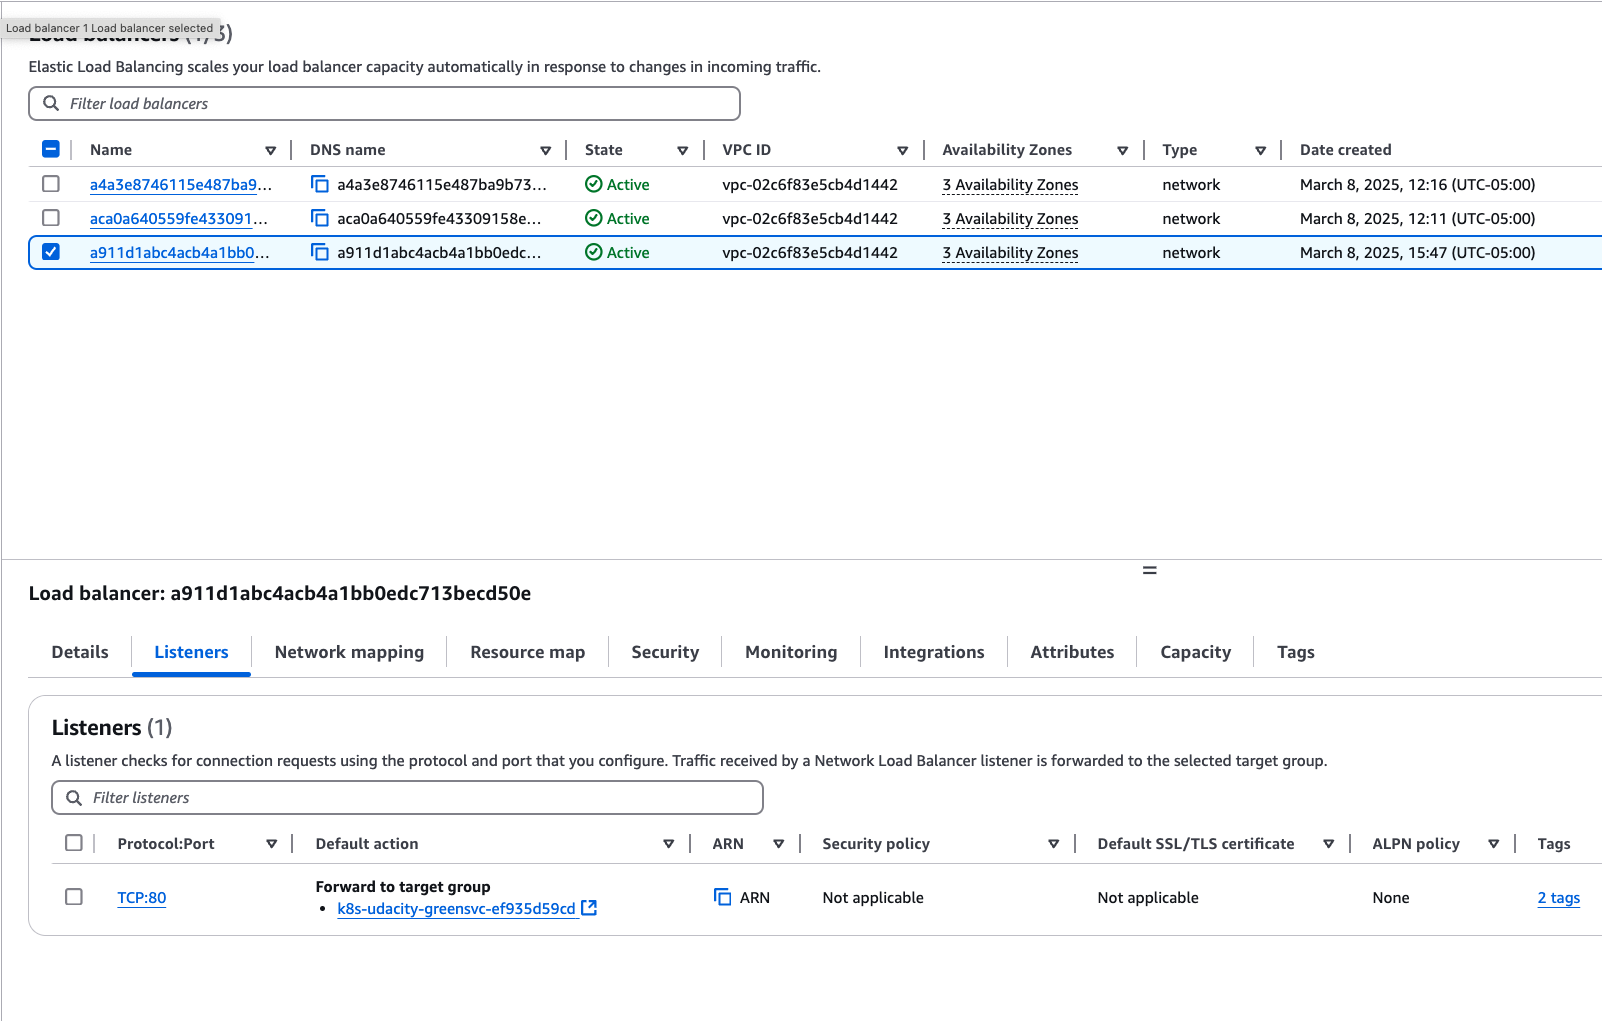 Load balancer 1 Load balancer selected
Load balancers (1/3)
Elastic Load Balancing scales your load balancer capacity automatically in response to changes in incoming traffic.
Filter load balancers
Name DNS name State VPC ID Availability Zones Type Date created
a4a3e8746115e487ba9... a4a3e8746115e487ba9b73... Active vpc-02c6f83e5cb4d1442 3 Availability Zones network March 8, 2025, 12:16 (UTC-05:00)
aca0a640559fe433091... aca0a640559fe43309158e... Active vpc-02c6f83e5cb4d1442 3 Availability Zones network March 8, 2025, 12:11 (UTC-05:00)
a911d1abc4acb4a1bb0... a911d1abc4acb4a1bb0edc... Active vpc-02c6f83e5cb4d1442 3 Availability Zones network March 8, 2025, 15:47 (UTC-05:00)
Load balancer: a911d1abc4acb4a1bb0edc713becd50e
Details Listeners Network mapping Resource map Security Monitoring Integrations Attributes Capacity Tags
Listeners (1)
A listener checks for connection requests using the protocol and port that you configure. Traffic received by a Network Load Balancer listener is forwarded to the selected target group.
Filter listeners
Protocol:Port Default action ARN Security policy Default SSL/TLS certificate ALPN policy Tags
Forward to target group
TCP:80 ARN Not applicable Not applicable None 2 tags
• k8s-udacity-greensvc-ef935d59cd